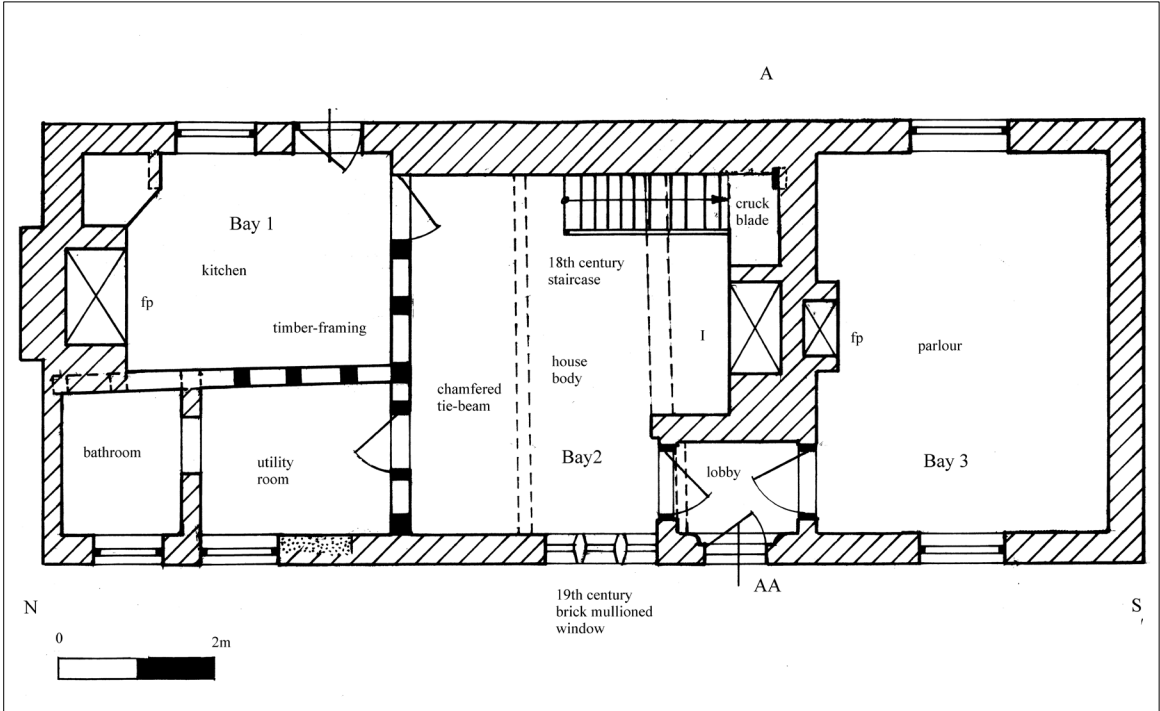 A
Bay 1
cruck
blade
kitchen
18th century
staircase
fp
timber-framing
I
fp
house
body
parlour
chamfered
tie-beam
bathroom
utility
room
Bay2
lobby
Bay 3
AA
19th century
brick mullioned
window
N
S
0
2m